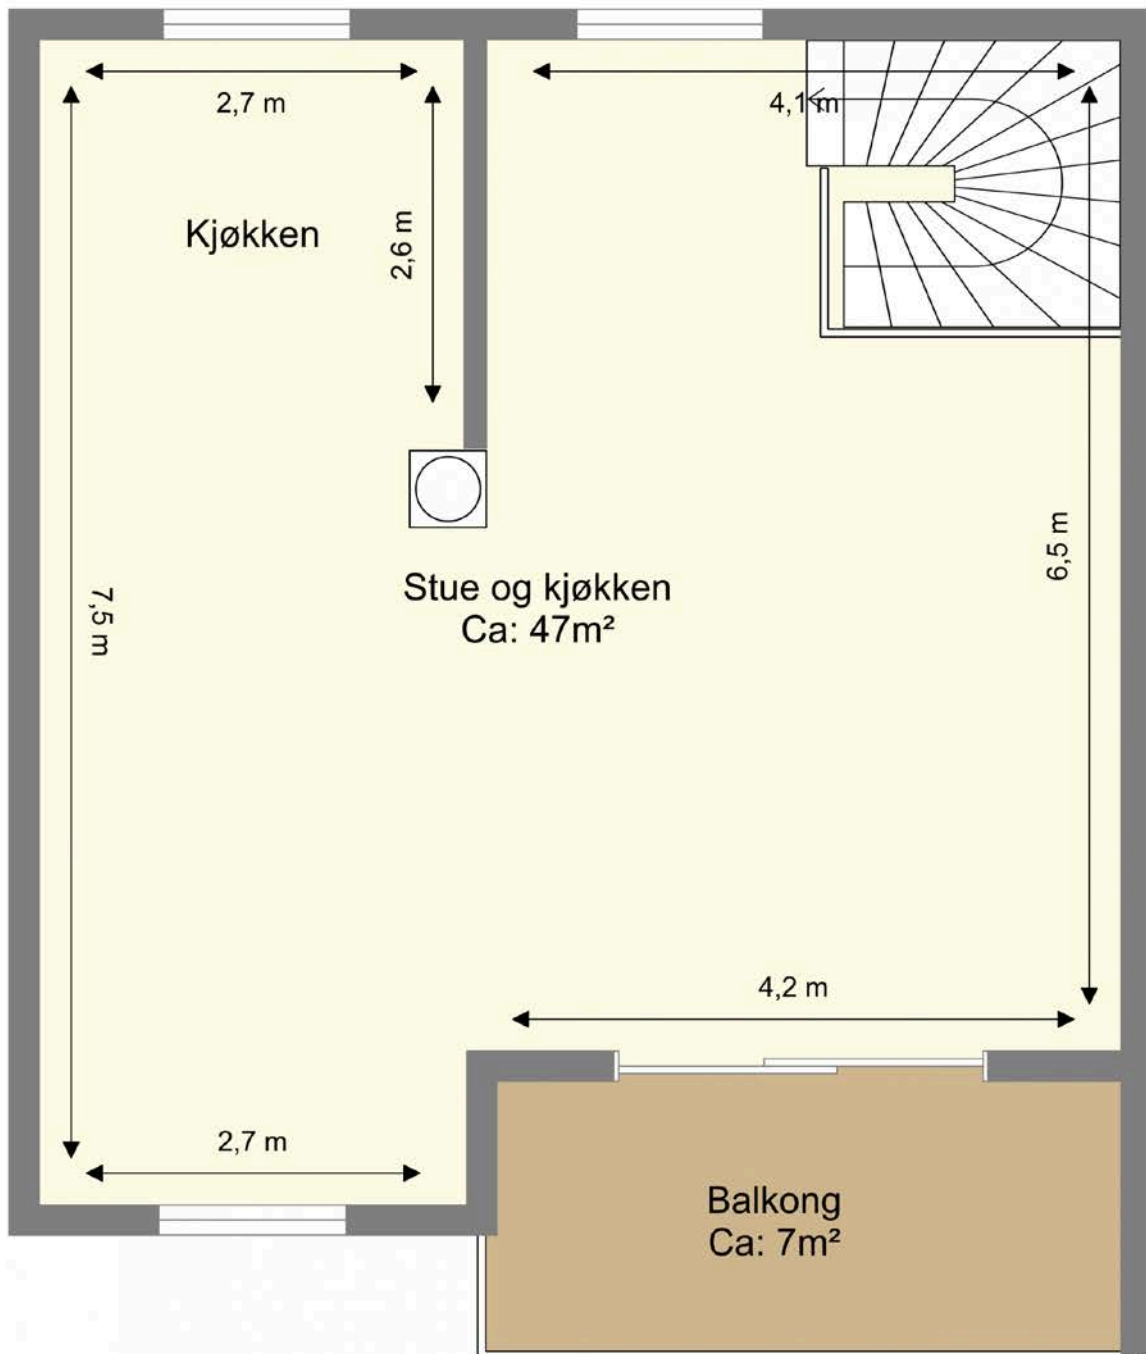 2,7 m
4,1 m
Kjøkken
2,6 m
7,5 m
6,5 m
Stue og kjøkken
Ca: 47m²
4,2 m
2,7 m
Balkong
Ca: 7m²